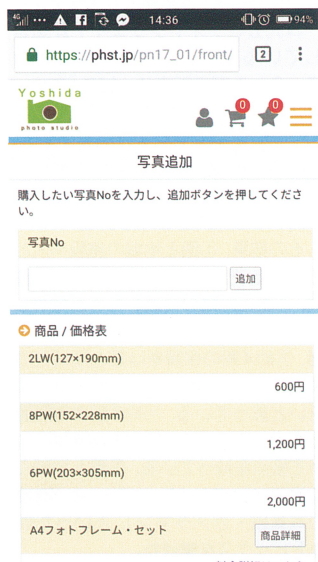 4G 14:36 94%
https://phst.jp/pn17_01/front/ 2
Yoshida
photo studio
0 0
写真追加
購入したい写真Noを入力し、追加ボタンを押してくださ
い。
写真No
追加
商品 / 価格表
2LW(127×190mm)
600円
8PW(152×228mm)
1,200円
6PW(203×305mm)
2,000円
A4フォトフレーム・セット 商品詳細